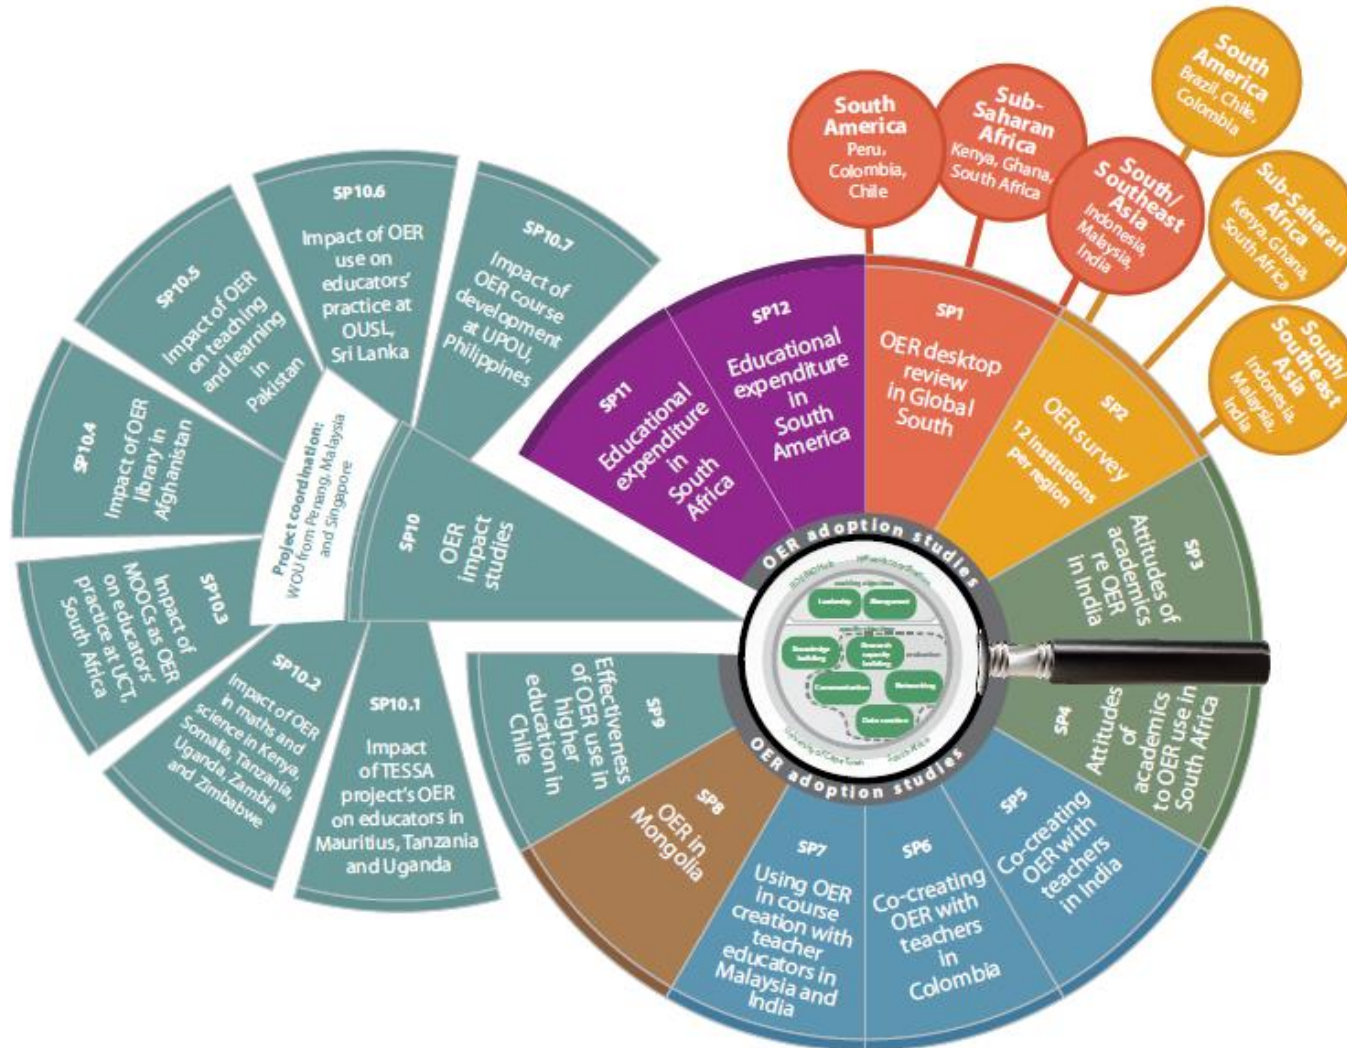 South
America
Peru,
Colombia,
Chile
Sub-
Saharan
Africa
Kenya, Ghana,
South Africa
South/
Southeast
Asia
Indonesia,
Malaysia,
India
South
America
Brazil, Chile,
Colombia
Sub-Saharan
Africa
Kenya, Ghana,
South Africa
South/
Southeast
Asia
Indonesia,
Malaysia,
India
SP1
OER desktop
review
in Global
South
SP2
OER survey
12 institutions
per region
SP3
Attitudes of
academics
re OER
in India
SP4
Attitudes
of
academics
to OER use in
South Africa
SP5
Co-creating
OER with
teachers
in India
SP6
Co-creating
OER with
teachers
in
Colombia
SP7
Using OER
in course
creation with
teacher
educators in
Malaysia and
India
SP8
OER in
Mongolia
SP9
Effectiveness
of OER use in
higher
education in
Chile
SP10
OER
impact
studies
Project coordination:
WOU from Penang, Malaysia
and Singapore
SP10.1
Impact
of TESSA
project's OER
on educators in
Mauritius, Tanzania
and Uganda
SP10.2
Impact of OER
in maths and
science in Kenya,
Somalia, Tanzania,
Uganda, Zambia
and Zimbabwe
SP10.3
Impact of
MOOCs as OER
on educators'
practice at UCT,
South Africa
SP10.4
Impact of OER
library in
Afghanistan
SP10.5
Impact of OER
on teaching
and learning
in
Pakistan
SP10.6
Impact of OER
use on
educators'
practice at
OUSL,
Sri Lanka
SP10.7
Impact of
OER course
development
at UPOU,
Philippines
SP11
Educational
expenditure
in
South
Africa
SP12
Educational
expenditure
in
South
America
OER adoption studies
Leadership
Management
Knowledge
building
Research
capacity
building
evaluation
Communication
Networking
Data curation
OER adoption studies